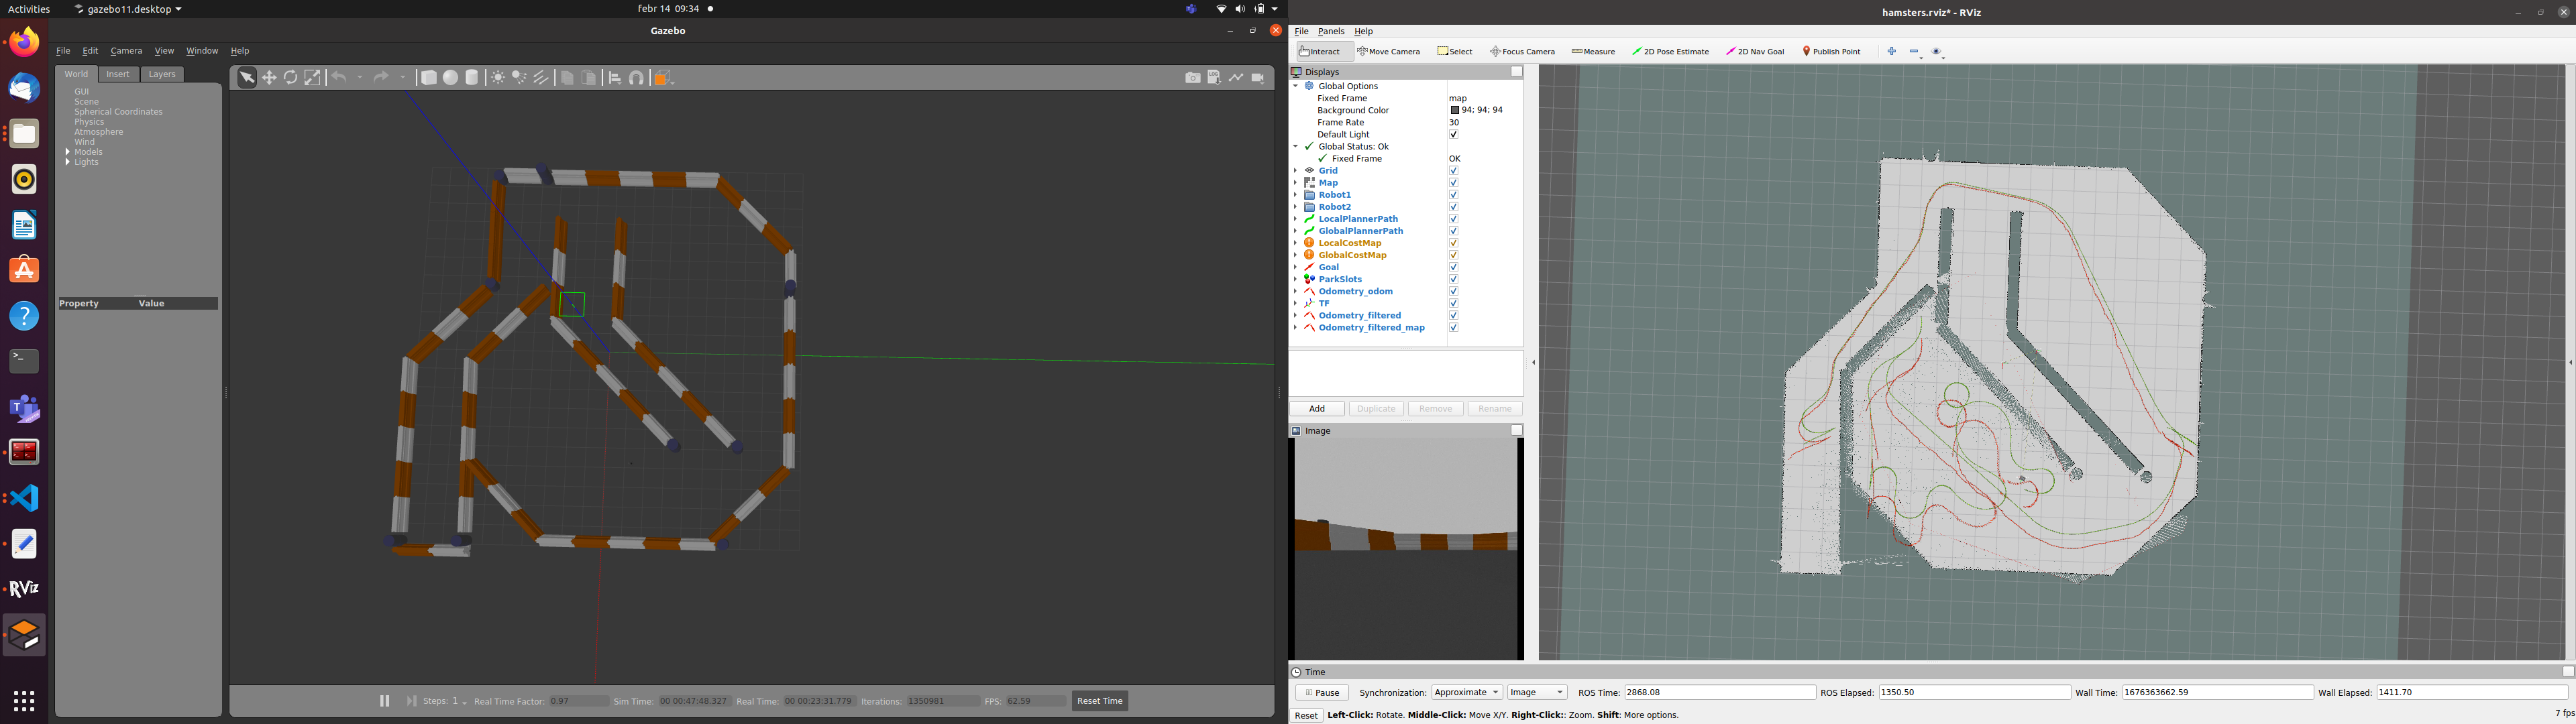 Activities
gazebo11.desktop
febr 14 09:34
Gazebo
File Edit Camera View Window Help
World Insert Layers
GUI
Scene
Spherical Coordinates
Physics
Atmosphere
Wind
Models
Lights
Property Value
Steps: 1 Real Time Factor: 0.97 Sim Time: 00 00:47:48.327 Real Time: 00 00:23:31.779 Iterations: 1350981 FPS: 62.59 Reset Time
hamsters.rviz* - RViz
File Panels Help
Interact Move Camera Select Focus Camera Measure 2D Pose Estimate 2D Nav Goal Publish Point
Displays
Global Options
Fixed Frame map
Background Color 94; 94; 94
Frame Rate 30
Default Light
Global Status: Ok
Fixed Frame OK
Grid
Map
Robot1
Robot2
LocalPlannerPath
GlobalPlannerPath
LocalCostMap
GlobalCostMap
Goal
ParkSlots
Odometry_odom
TF
Odometry_filtered
Odometry_filtered_map
Add Duplicate Remove Rename
Image
Time
Pause Synchronization: Approximate Image ROS Time: 2868.08 ROS Elapsed: 1350.50 Wall Time: 1676363662.59 Wall Elapsed: 1411.70
Reset Left-Click: Rotate. Middle-Click: Move X/Y. Right-Click:: Zoom. Shift: More options. 7 fps
RViz